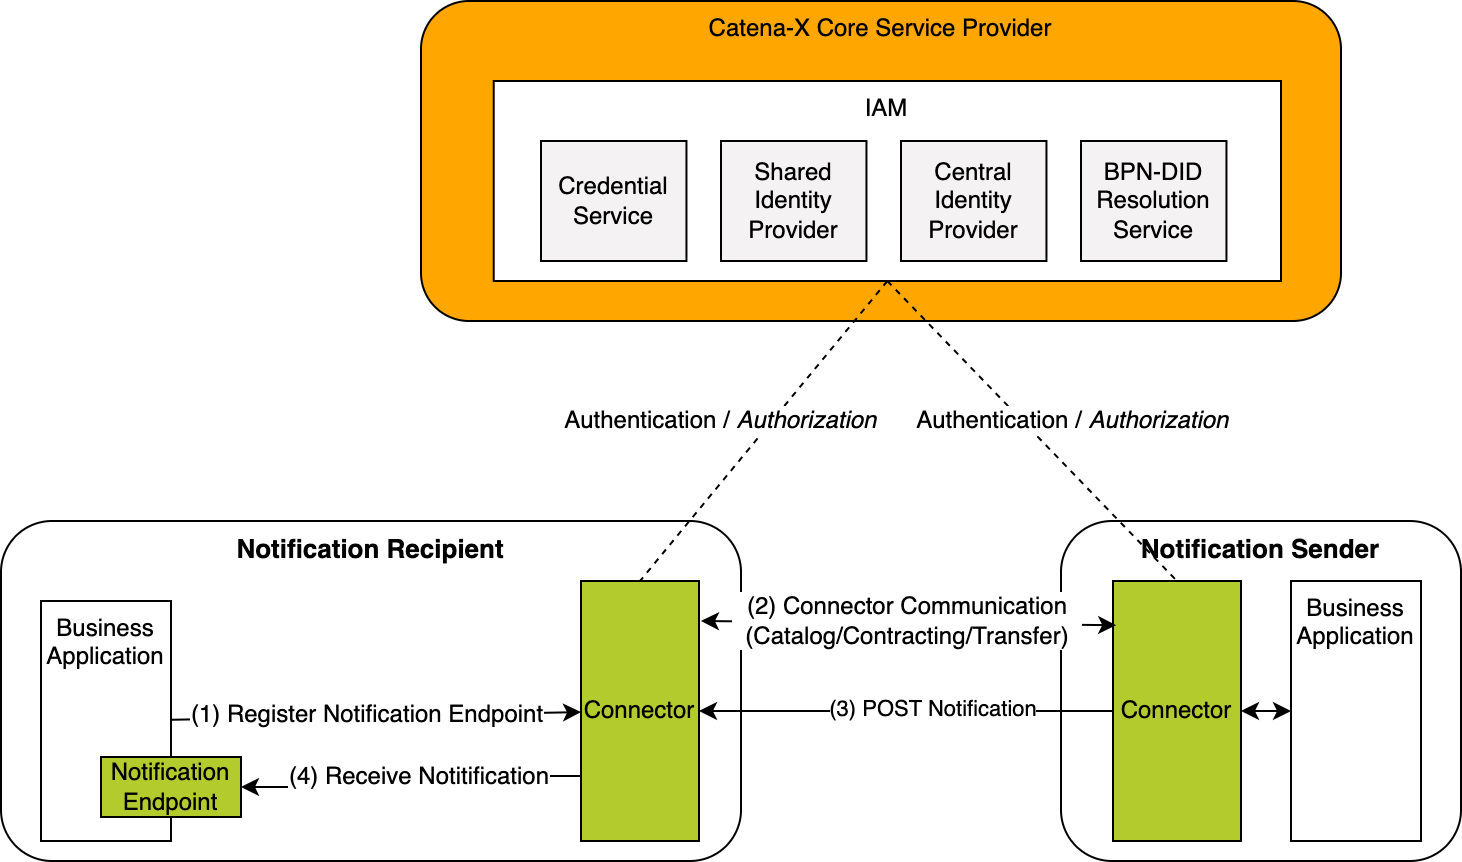 Catena-X Core Service Provider
IAM
Credential
Service
Shared
Identity
Provider
Central
Identity
Provider
BPN-DID
Resolution
Service
Authentication / Authorization
Authentication / Authorization
Notification Recipient
Business
Application
(1) Register Notification Endpoint
Notification
Endpoint
(4) Receive Notitification
Connector
(2) Connector Communication
(Catalog/Contracting/Transfer)
(3) POST Notification
Notification Sender
Connector
Business
Application